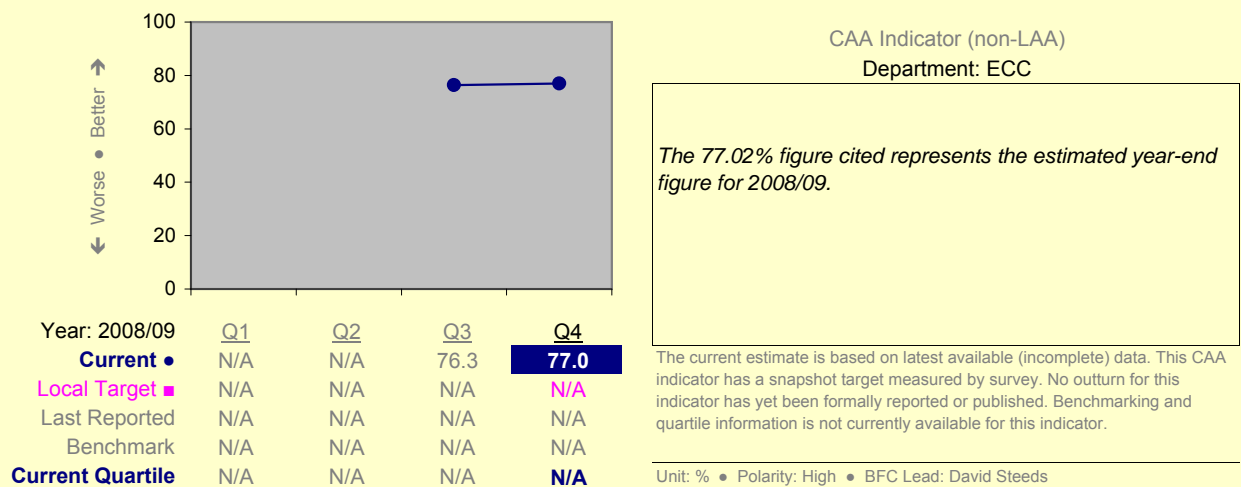 100
80
60
40
20
0
← Worse ● Better →
Year: 2008/09 Q1 Q2 Q3 Q4
Current ● N/A N/A 76.3 77.0
Local Target ■ N/A N/A N/A N/A
Last Reported N/A N/A N/A N/A
Benchmark N/A N/A N/A N/A
Current Quartile N/A N/A N/A N/A
CAA Indicator (non-LAA)
Department: ECC
The 77.02% figure cited represents the estimated year-end
figure for 2008/09.
The current estimate is based on latest available (incomplete) data. This CAA
indicator has a snapshot target measured by survey. No outturn for this
indicator has yet been formally reported or published. Benchmarking and
quartile information is not currently available for this indicator.
Unit: % ● Polarity: High ● BFC Lead: David Steeds